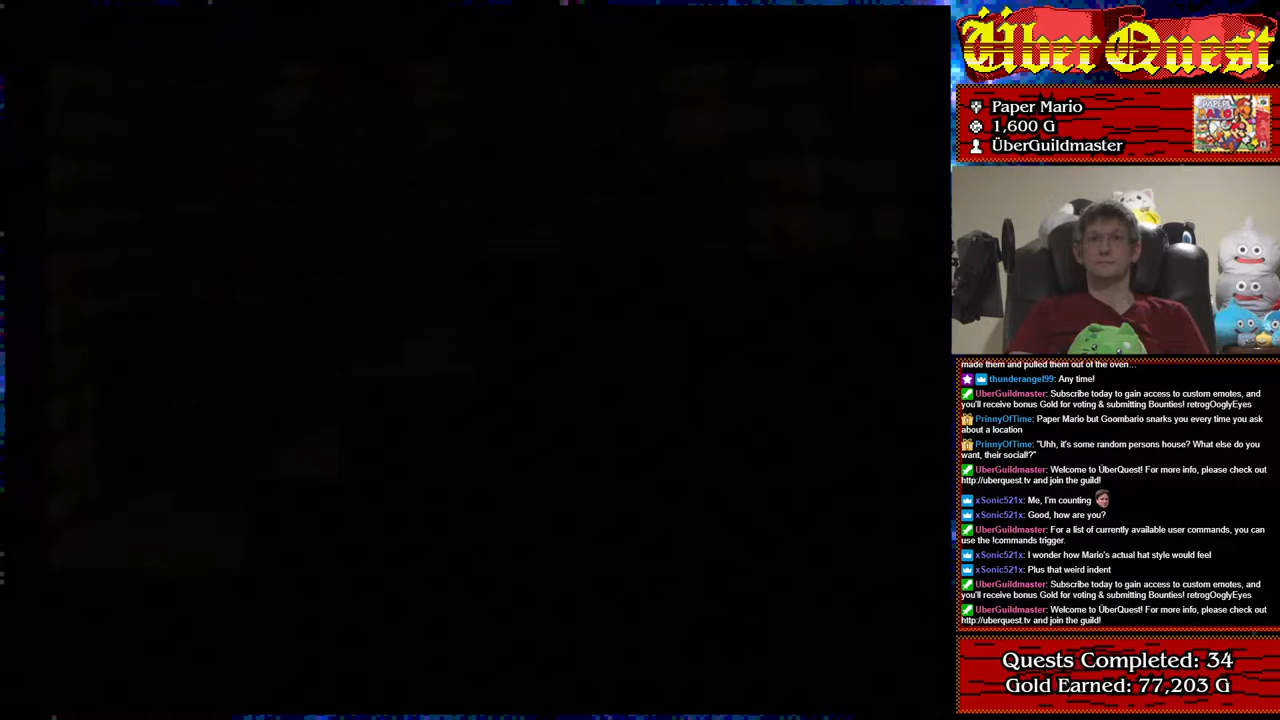 ÜberQuest
Paper Mario
1,600 G
ÜberGuildmaster
PAPER
MARIO
made them and pulled them out of the oven...
thunderangel99: Any time!
UberGuildmaster: Subscribe today to gain access to custom emotes, and
you'll receive bonus Gold for voting & submitting Bounties! retrogOoglyEyes
PrinnyOfTime: Paper Mario but Goombario snarks you every time you ask
about a location
PrinnyOfTime: "Uhh, it's some random persons house? What else do you
want, their social!?"
UberGuildmaster: Welcome to ÜberQuest! For more info, please check out
http://uberquest.tv and join the guild!
xSonic521x: Me, I'm counting
xSonic521x: Good, how are you?
UberGuildmaster: For a list of currently available user commands, you can
use the !commands trigger.
xSonic521x: I wonder how Mario's actual hat style would feel
xSonic521x: Plus that weird indent
UberGuildmaster: Subscribe today to gain access to custom emotes, and
you'll receive bonus Gold for voting & submitting Bounties! retrogOoglyEyes
UberGuildmaster: Welcome to ÜberQuest! For more info, please check out
http://uberquest.tv and join the guild!
Quests Completed: 34
Gold Earned: 77,203 G